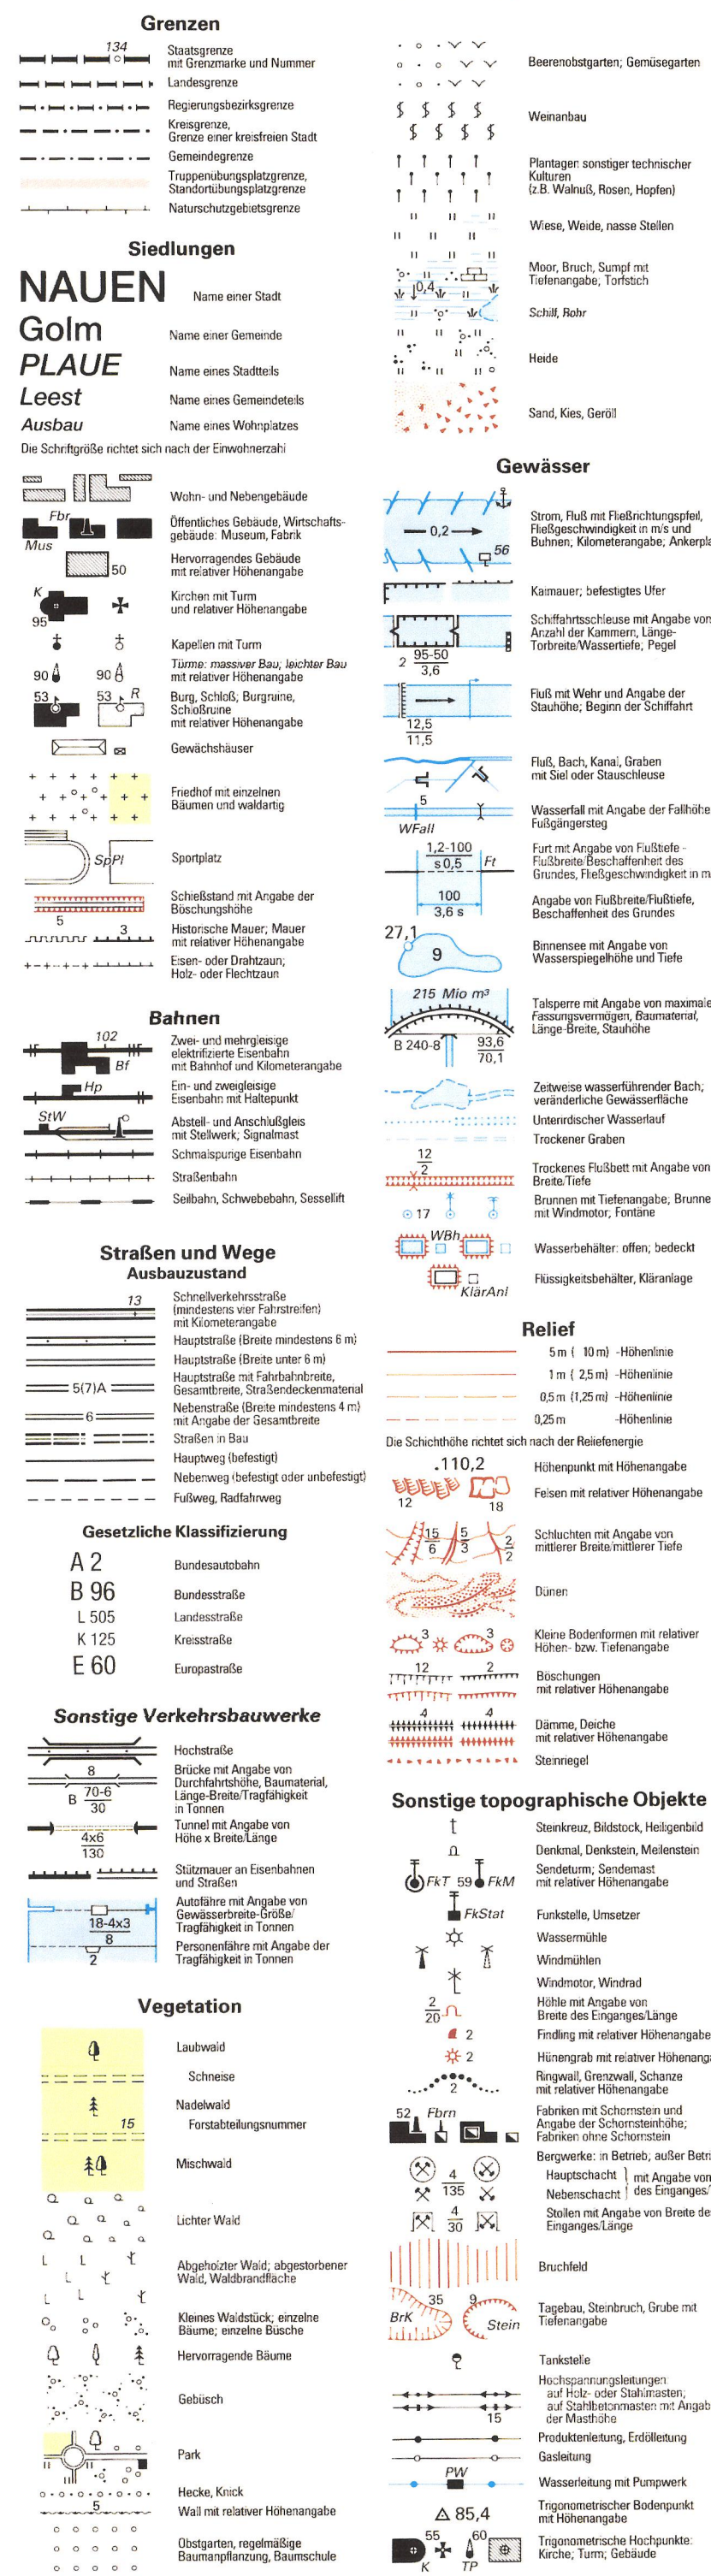 Grenzen
134
Staatsgrenze
mit Grenzmarke und Nummer
Landesgrenze
Regierungsbezirksgrenze
Kreisgrenze,
Grenze einer kreisfreien Stadt
Gemeindegrenze
Truppenübungsplatzgrenze,
Standortübungsplatzgrenze
Naturschutzgebietsgrenze
Siedlungen
NAUEN Name einer Stadt
Golm Name einer Gemeinde
PLAUE Name eines Stadtteils
Leest Name eines Gemeindeteils
Ausbau Name eines Wohnplatzes
Die Schriftgröße richtet sich nach der Einwohnerzahl
Wohn- und Nebengebäude
Fbr
Mus
Öffentliches Gebäude, Wirtschafts-
gebäude: Museum, Fabrik
50
Hervorragendes Gebäude
mit relativer Höhenangabe
K
95
Kirchen mit Turm
und relativer Höhenangabe
Kapellen mit Turm
90 90
Türme: massiver Bau; leichter Bau
mit relativer Höhenangabe
53 53 R
Burg, Schloß; Burgruine,
Schloßruine
mit relativer Höhenangabe
Gewächshäuser
Friedhof mit einzelnen
Bäumen und waldartig
SpPl
Sportplatz
5
Schießstand mit Angabe der
Böschungshöhe
3
Historische Mauer; Mauer
mit relativer Höhenangabe
Eisen- oder Drahtzaun;
Holz- oder Flechtzaun
Bahnen
102
Bf
Zwei- und mehrgleisige
elektrifizierte Eisenbahn
mit Bahnhof und Kilometerangabe
Hp
Ein- und zweigleisige
Eisenbahn mit Haltepunkt
StW
Abstell- und Anschlußgleis
mit Stellwerk; Signalmast
Schmalspurige Eisenbahn
Straßenbahn
Seilbahn, Schwebebahn, Sessellift
Straßen und Wege
Ausbauzustand
13
Schnellverkehrsstraße
(mindestens vier Fahrstreifen)
mit Kilometerangabe
Hauptstraße (Breite mindestens 6 m)
Hauptstraße (Breite unter 6 m)
5(7)A
Hauptstraße mit Fahrbahnbreite,
Gesamtbreite, Straßendeckenmaterial
6
Nebenstraße (Breite mindestens 4 m)
mit Angabe der Gesamtbreite
Straßen in Bau
Hauptweg (befestigt)
Nebenweg (befestigt oder unbefestigt)
Fußweg, Radfahrweg
Gesetzliche Klassifizierung
A 2 Bundesautobahn
B 96 Bundesstraße
L 505 Landesstraße
K 125 Kreisstraße
E 60 Europastraße
Sonstige Verkehrsbauwerke
Hochstraße
8
B 70-6
30
Brücke mit Angabe von
Durchfahrtshöhe, Baumaterial,
Länge-Breite/Tragfähigkeit
in Tonnen
4x6
130
Tunnel mit Angabe von
Höhe x Breite/Länge
Stützmauer an Eisenbahnen
und Straßen
18-4x3
8
Autofähre mit Angabe von
Gewässerbreite-Größe/
Tragfähigkeit in Tonnen
2
Personenfähre mit Angabe der
Tragfähigkeit in Tonnen
Vegetation
Laubwald
Schneise
Nadelwald
15
Forstabteilungsnummer
Mischwald
Lichter Wald
Abgeholzter Wald; abgestorbener
Wald, Waldbrandfläche
Kleines Waldstück; einzelne
Bäume; einzelne Büsche
Hervorragende Bäume
Gebüsch
Park
Hecke, Knick
5
Wall mit relativer Höhenangabe
Obstgarten, regelmäßige
Baumanpflanzung, Baumschule
Beerenobstgarten; Gemüsegarten
Weinanbau
Plantagen sonstiger technischer
Kulturen
(z.B. Walnuß, Rosen, Hopfen)
Wiese, Weide, nasse Stellen
0,4
Moor, Bruch, Sumpf mit
Tiefenangabe; Torfstich
Schilf, Rohr
Heide
Sand, Kies, Geröll
Gewässer
0,2
56
Strom, Fluß mit Fließrichtungspfeil,
Fließgeschwindigkeit in m/s und
Buhnen; Kilometerangabe; Ankerpla
Kaimauer; befestigtes Ufer
2 95-50
3,6
Schiffahrtsschleuse mit Angabe von
Anzahl der Kammern, Länge-
Torbreite/Wassertiefe; Pegel
12,5
11,5
Fluß mit Wehr und Angabe der
Stauhöhe; Beginn der Schiffahrt
Fluß, Bach, Kanal, Graben
mit Siel oder Stauschleuse
5
WFall
Wasserfall mit Angabe der Fallhöhe
Fußgängersteg
1,2-100
s 0,5 Ft
Furt mit Angabe von Flußtiefe -
Flußbreite/Beschaffenheit des
Grundes, Fließgeschwindigkeit in m
100
3,6 s
Angabe von Flußbreite/Flußtiefe,
Beschaffenheit des Grundes
27,1
9
Binnensee mit Angabe von
Wasserspiegelhöhe und Tiefe
215 Mio m³
B 240-8 93,6
70,1
Talsperre mit Angabe von maximale
Fassungsvermögen, Baumaterial,
Länge-Breite, Stauhöhe
Zeitweise wasserführender Bach;
veränderliche Gewässerfläche
Unterirdischer Wasserlauf
Trockener Graben
12
2
Trockenes Flußbett mit Angabe von
Breite/Tiefe
17
Brunnen mit Tiefenangabe; Brunne
mit Windmotor; Fontäne
WBh
Wasserbehälter: offen; bedeckt
KlärAnl
Flüssigkeitsbehälter, Kläranlage
Relief
5 m ( 10 m) -Höhenlinie
1 m ( 2,5 m) -Höhenlinie
0,5 m (1,25 m) -Höhenlinie
0,25 m -Höhenlinie
Die Schichthöhe richtet sich nach der Reliefenergie
.110,2
Höhenpunkt mit Höhenangabe
12 18
Felsen mit relativer Höhenangabe
15 5 2
6 3 2
Schluchten mit Angabe von
mittlerer Breite/mittlerer Tiefe
Dünen
3 3
Kleine Bodenformen mit relativer
Höhen- bzw. Tiefenangabe
12 2
Böschungen
mit relativer Höhenangabe
4 4
Dämme, Deiche
mit relativer Höhenangabe
Steinriegel
Sonstige topographische Objekte
Steinkreuz, Bildstock, Heiligenbild
Denkmal, Denkstein, Meilenstein
FkT 59 FkM
Sendeturm; Sendemast
mit relativer Höhenangabe
FkStat
Funkstelle, Umsetzer
Wassermühle
Windmühlen
Windmotor, Windrad
2
20
Höhle mit Angabe von
Breite des Einganges/Länge
2
Findling mit relativer Höhenangabe
2
Hünengrab mit relativer Höhenanga
2
Ringwall, Grenzwall, Schanze
mit relativer Höhenangabe
52 Fbrn
Fabriken mit Schornstein und
Angabe der Schornsteinhöhe;
Fabriken ohne Schornstein
Bergwerke: in Betrieb; außer Betri
4
135
Hauptschacht
Nebenschacht
mit Angabe von
des Einganges/
4
30
Stollen mit Angabe von Breite de
Einganges/Länge
Bruchfeld
35 9
BrK Stein
Tagebau, Steinbruch, Grube mit
Tiefenangabe
Tankstelle
15
Hochspannungsleitungen:
auf Holz- oder Stahlmasten;
auf Stahlbetonmasten mit Angab
der Masthöhe
Produktenleitung, Erdölleitung
Gasleitung
PW
Wasserleitung mit Pumpwerk
85,4
Trigonometrischer Bodenpunkt
mit Höhenangabe
55 60
K TP
Trigonometrische Hochpunkte:
Kirche; Turm; Gebäude